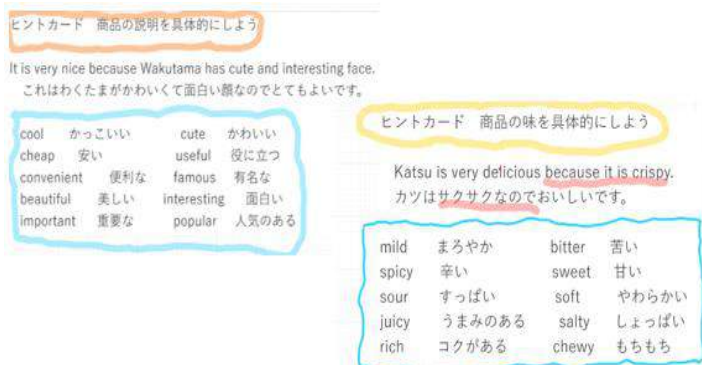 ヒントカード 商品の説明を具体的にしよう
It is very nice because Wakutama has cute and interesting face.
これはわくたまがかわいくて面白い顔なのでとてもよいです。
cool かっこいい cute かわいい
cheap 安い useful 役に立つ
convenient 便利な famous 有名な
beautiful 美しい interesting 面白い
important 重要な popular 人気のある
ヒントカード 商品の味を具体的にしよう
Katsu is very delicious because it is crispy.
カツはサクサクなのでおいしいです。
mild まろやか bitter 苦い
spicy 辛い sweet 甘い
sour すっぱい soft やわらかい
juicy うまみのある salty しょっぱい
rich コクがある chewy もちもち